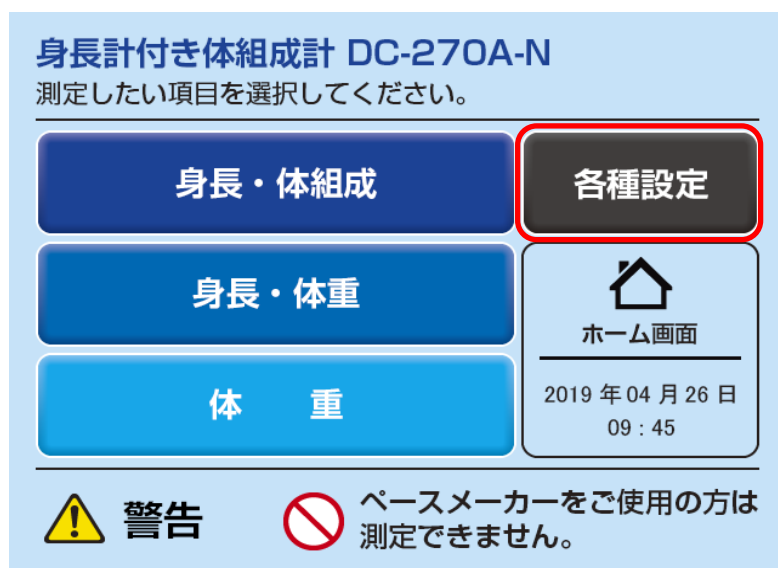 身長計付き体組成計 DC-270A-N
測定したい項目を選択してください。
身長・体組成
各種設定
身長・体重
ホーム画面
体　重
2019 年 04 月 26 日
09 : 45
警告
ペースメーカーをご使用の方は
測定できません。